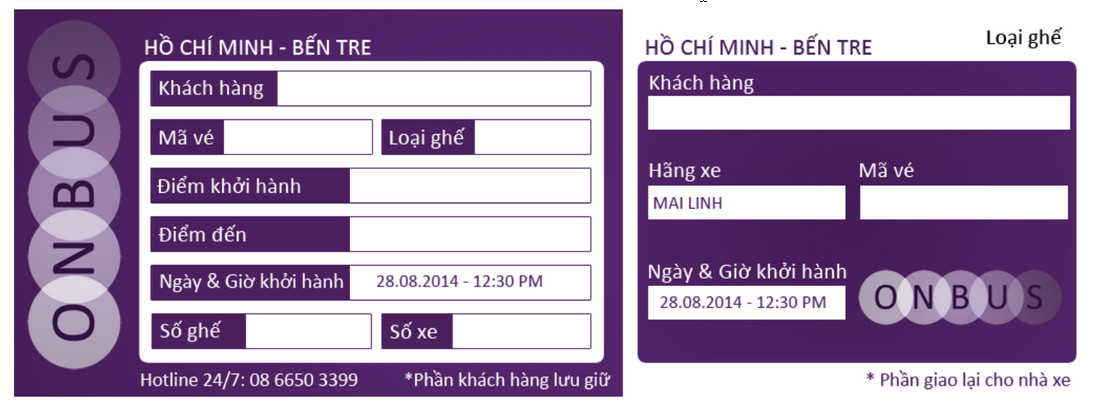 ONBUS
HỒ CHÍ MINH - BẾN TRE
Khách hàng
Mã vé
Loại ghế
Điểm khởi hành
Điểm đến
Ngày & Giờ khởi hành 28.08.2014 - 12:30 PM
Số ghế
Số xe
Hotline 24/7: 08 6650 3399
*Phần khách hàng lưu giữ
HỒ CHÍ MINH - BẾN TRE
Loại ghế
Khách hàng
Hãng xe
Mã vé
MAI LINH
Ngày & Giờ khởi hành
28.08.2014 - 12:30 PM
ONBUS
* Phần giao lại cho nhà xe